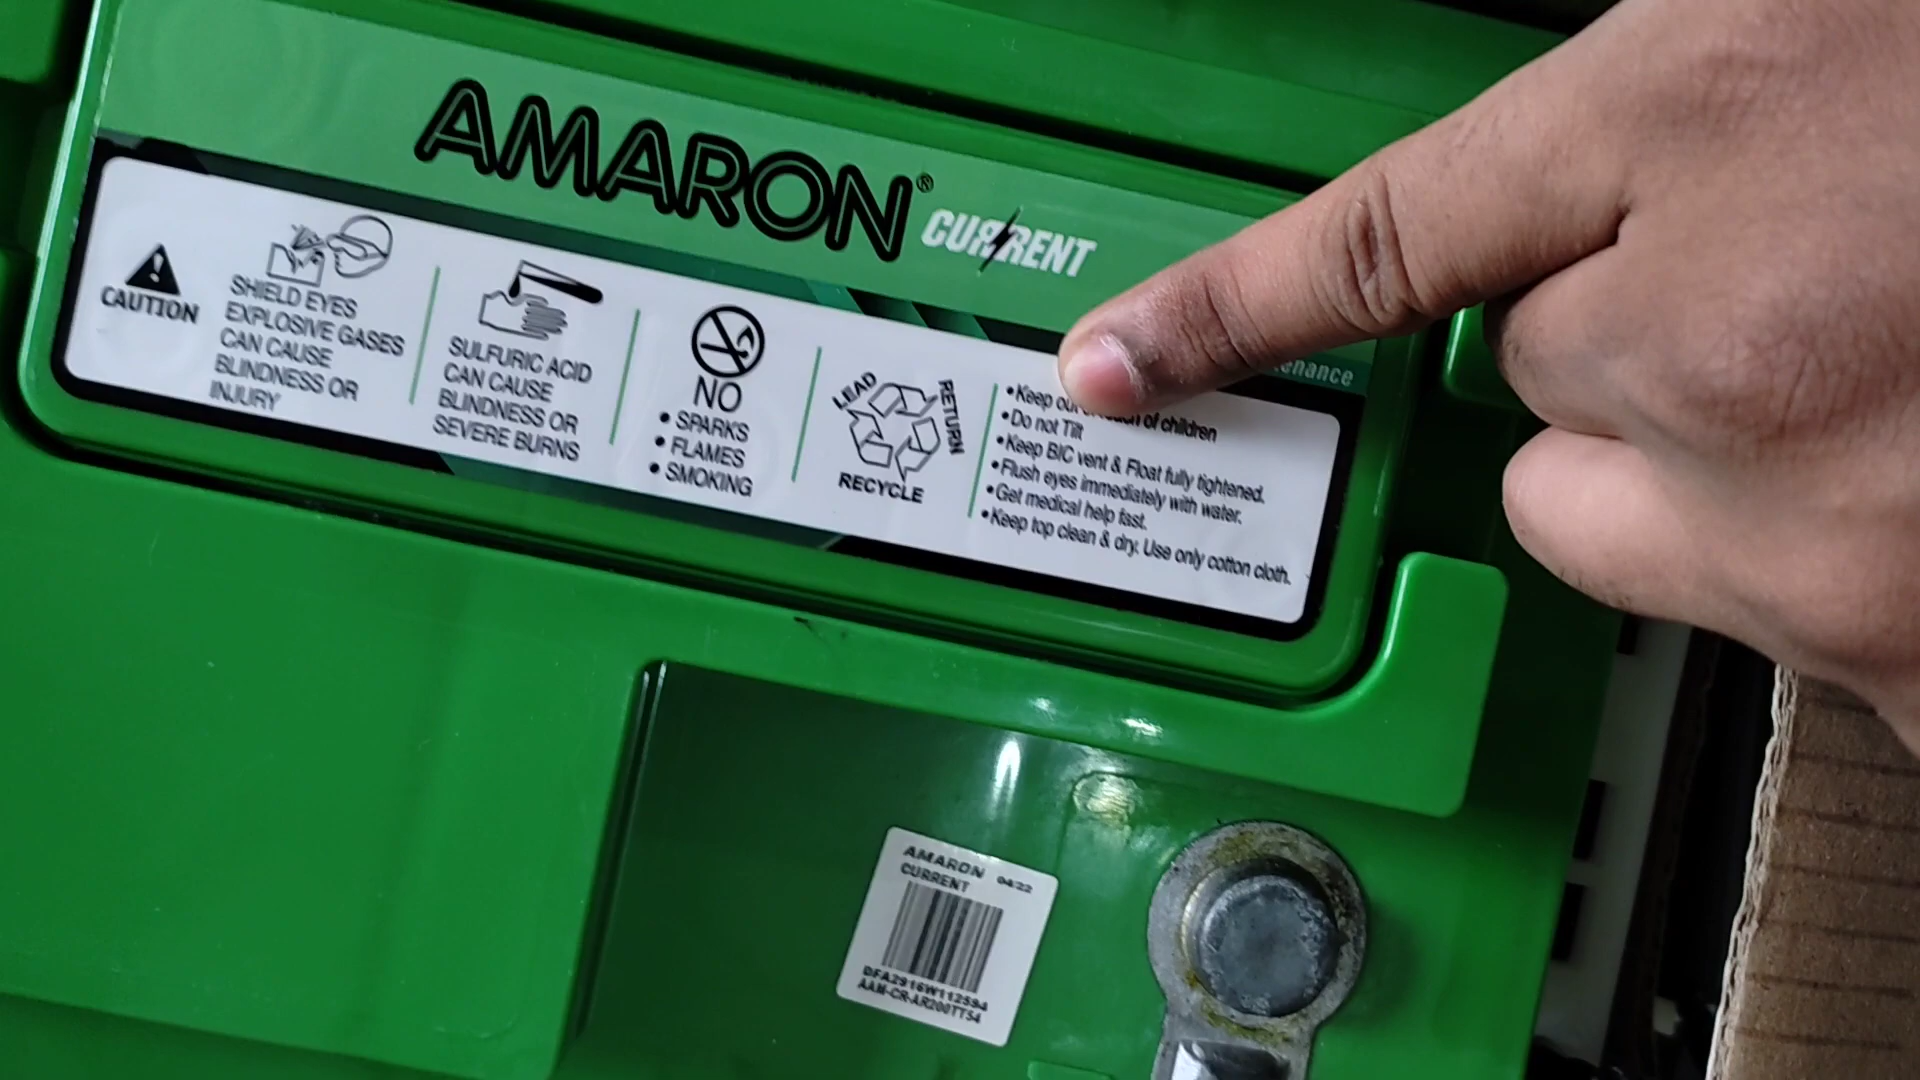 AMARON®
CURRENT
CAUTION
SHIELD EYES
EXPLOSIVE GASES
CAN CAUSE
BLINDNESS OR
INJURY
SULFURIC ACID
CAN CAUSE
BLINDNESS OR
SEVERE BURNS
NO
• SPARKS
• FLAMES
• SMOKING
LEAD
RETURN
RECYCLE
• Keep of children
• Do not Tilt
• Keep BIC vent & Float fully tightened.
• Flush eyes immediately with water.
• Get medical help fast.
• Keep top clean & dry. Use only cotton cloth.
AMARON
CURRENT 04/22
DFA2916W112594
AAM-CR-AR200TT54